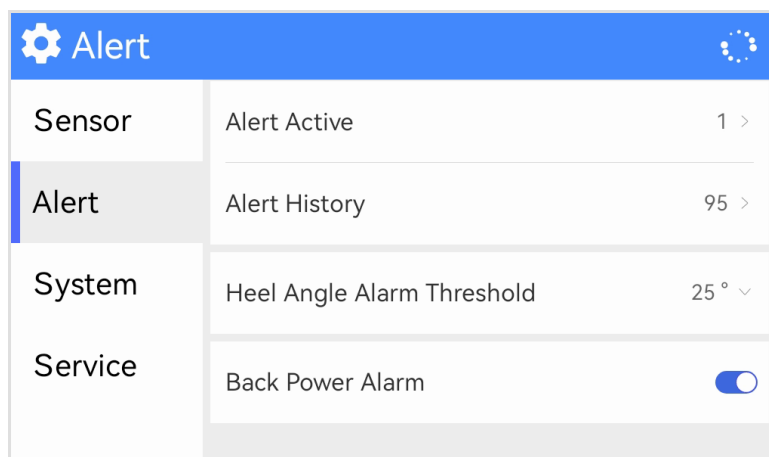 Alert
Sensor
Alert
System
Service
Alert Active 1
Alert History 95
Heel Angle Alarm Threshold 25 °
Back Power Alarm